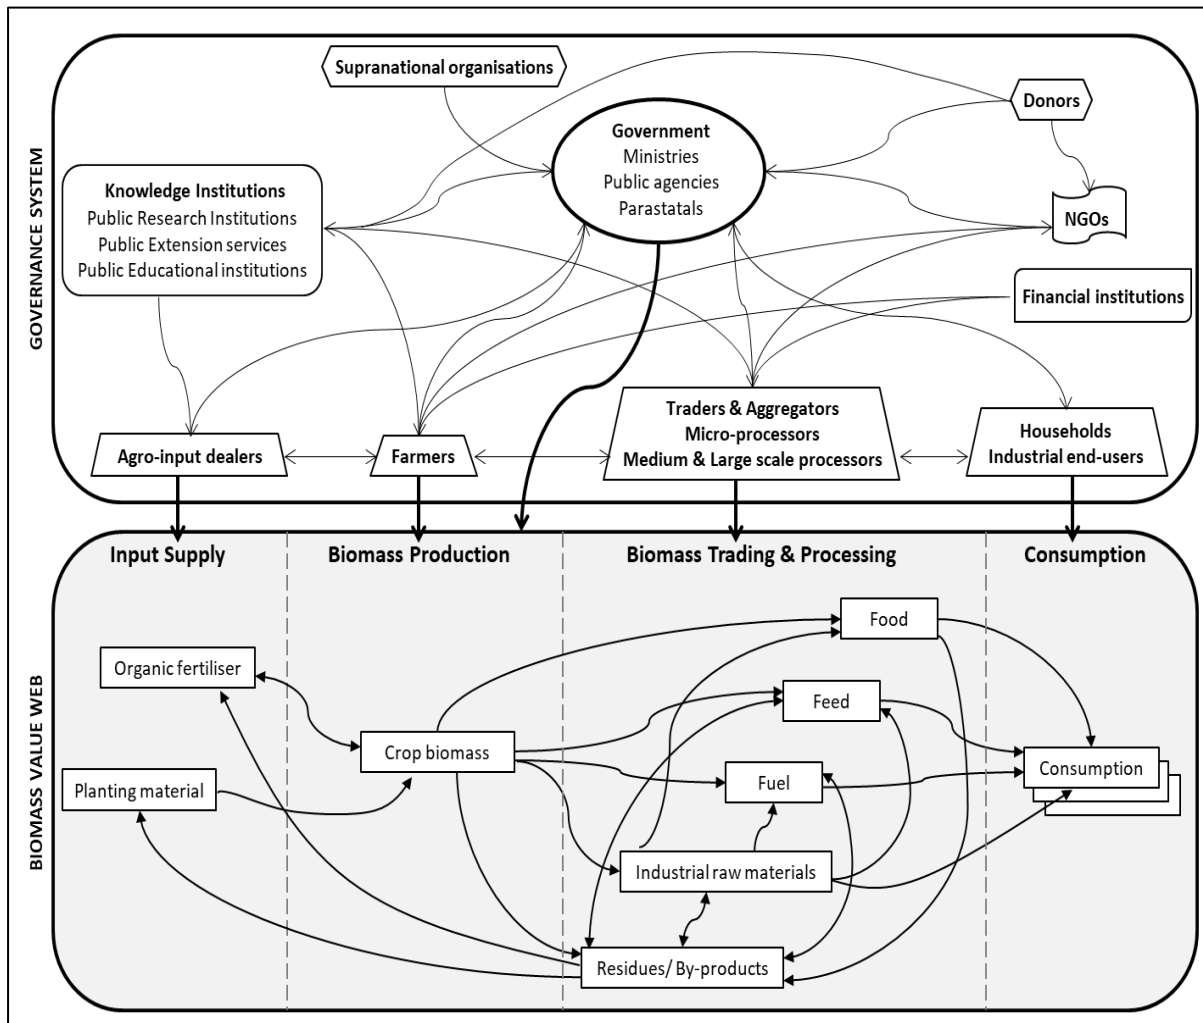 GOVERNANCE SYSTEM
Supranational organisations
Donors
Government
Ministries
Public agencies
Parastatals
Knowledge Institutions
Public Research Institutions
Public Extension services
Public Educational institutions
NGOs
Financial institutions
Agro-input dealers
Farmers
Traders & Aggregators
Micro-processors
Medium & Large scale processors
Households
Industrial end-users
BIOMASS VALUE WEB
Input Supply
Biomass Production
Biomass Trading & Processing
Consumption
Food
Organic fertiliser
Feed
Crop biomass
Consumption
Planting material
Fuel
Industrial raw materials
Residues/ By-products